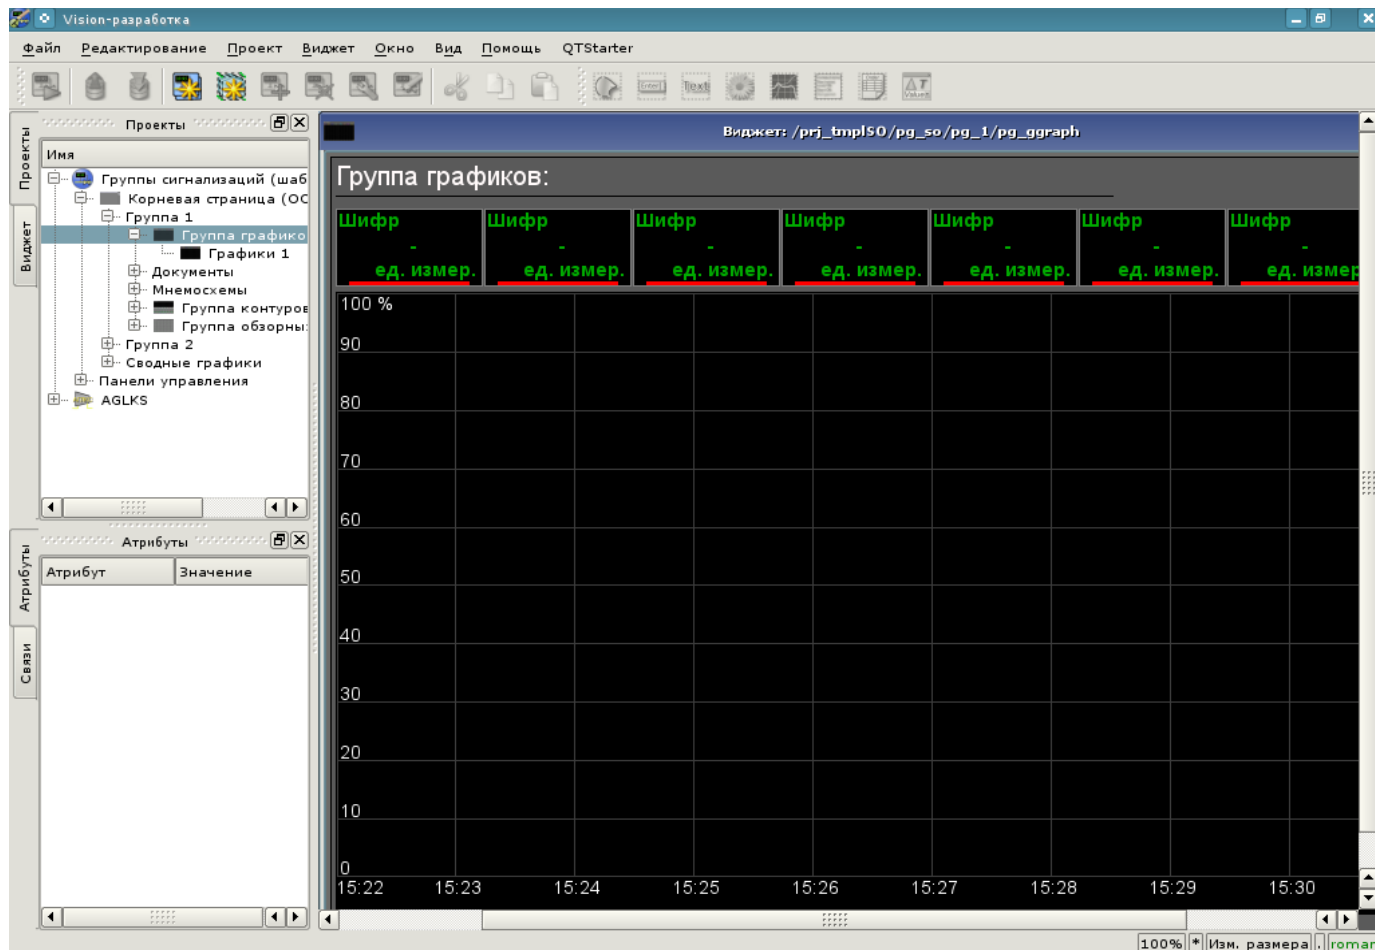 Vision-разработка
Файл Редактирование Проект Виджет Окно Вид Помощь QTStarter
Text
Проекты
Виджет
Проекты
Имя
Группы сигнализаций (шаб
Корневая страница (ОС
Группа 1
Группа графико
Графики 1
Документы
Мнемосхемы
Группа контуров
Группа обзорны
Группа 2
Сводные графики
Панели управления
AGLKS
Атрибуты
Связи
Атрибуты
Атрибут Значение
Виджет: /prj_tmplSO/pg_so/pg_1/pg_ggraph
Группа графиков:
Шифр Шифр Шифр Шифр Шифр Шифр Шифр
- - - - - - -
ед. измер. ед. измер. ед. измер. ед. измер. ед. измер. ед. измер. ед. измер
100 %
90
80
70
60
50
40
30
20
10
0
15:22 15:23 15:24 15:25 15:26 15:27 15:28 15:29 15:30
100% * Изм. размера . roman